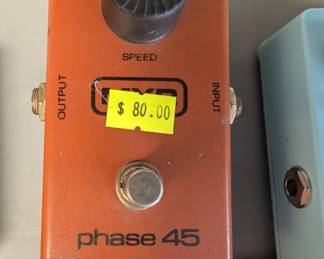 SPEED
OUTPUT
INPUT
$ 80.00
phase 45